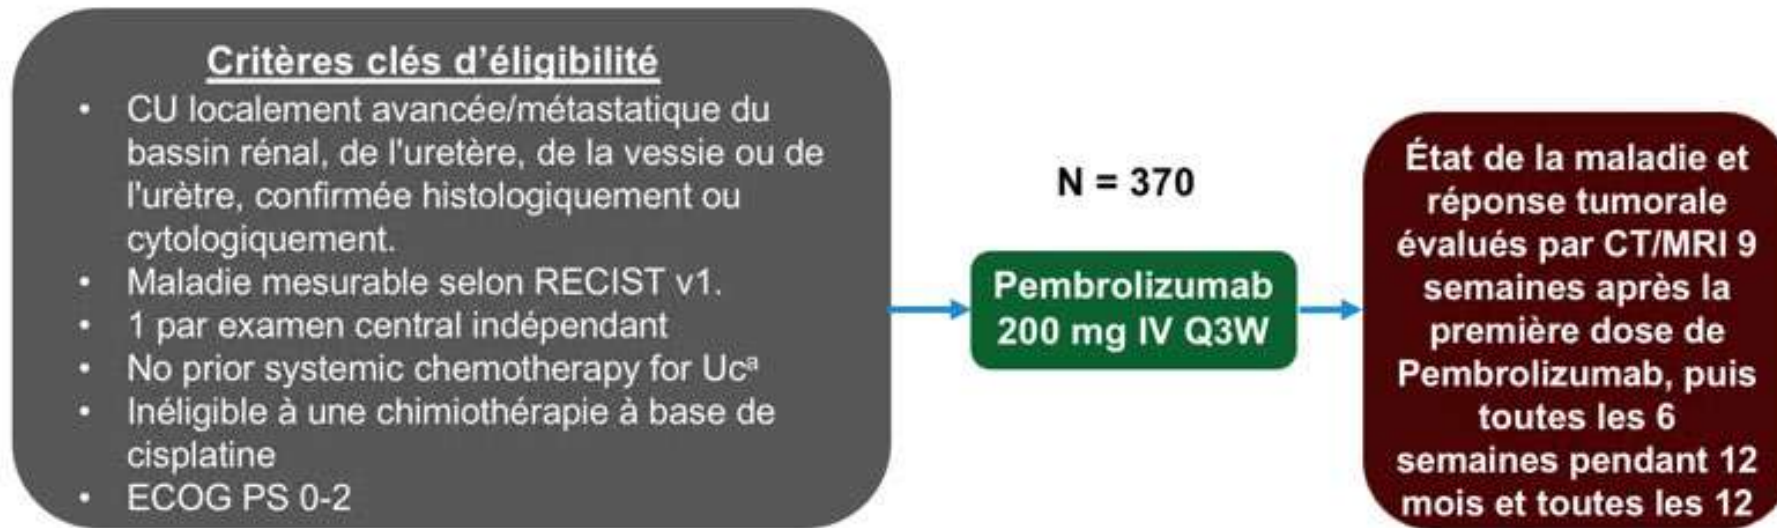 Critères clés d'éligibilité
• CU localement avancée/métastatique du
bassin rénal, de l'uretère, de la vessie ou de
l'urètre, confirmée histologiquement ou
cytologiquement.
• Maladie mesurable selon RECIST v1.
• 1 par examen central indépendant
• No prior systemic chemotherapy for Ucᵃ
• Inéligible à une chimiothérapie à base de
cisplatine
• ECOG PS 0-2
N = 370
Pembrolizumab
200 mg IV Q3W
État de la maladie et
réponse tumorale
évalués par CT/MRI 9
semaines après la
première dose de
Pembrolizumab, puis
toutes les 6
semaines pendant 12
mois et toutes les 12